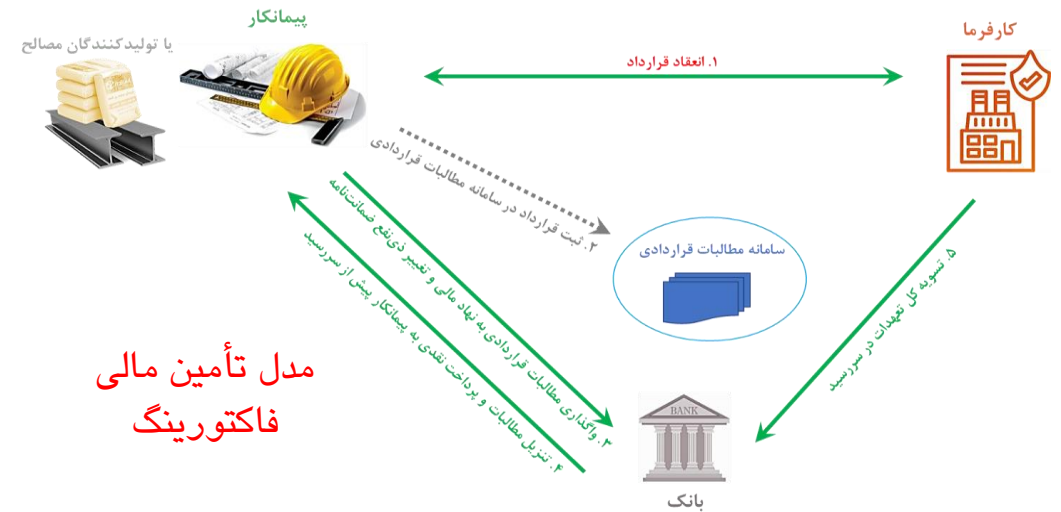 پیمانکار
یا تولیدکنندگان مصالح
کارفرما
۱. انعقاد قرارداد
۲. ثبت قرارداد در سامانه مطالبات قراردادی
سامانه مطالبات قراردادی
۳. واگذاری مطالبات قراردادی به نهاد مالی و تغییر ذی‌نفع ضمانت‌نامه
۴. تنزیل مطالبات و پرداخت نقدی به پیمانکار پیش از سررسید
۵. تسویه کل تعهدات در سررسید
مدل تأمین مالی
فاکتورینگ
BANK
بانک